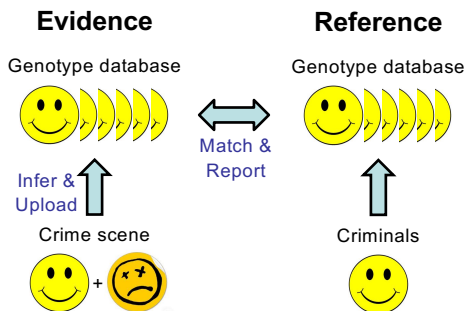 Evidence
Reference
Genotype database
Genotype database
Match &
Report
Infer &
Upload
Crime scene
Criminals
+